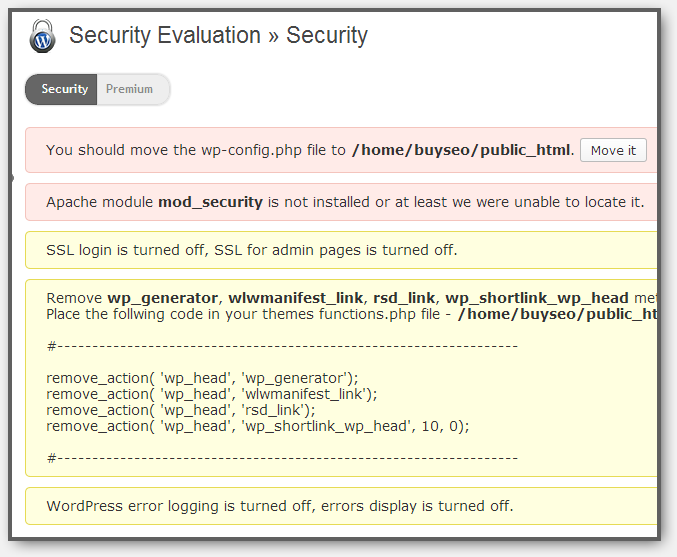 Security Evaluation » Security
Security Premium
You should move the wp-config.php file to /home/buyseo/public_html. Move it
Apache module mod_security is not installed or at least we were unable to locate it.
SSL login is turned off, SSL for admin pages is turned off.
Remove wp_generator, wlwmanifest_link, rsd_link, wp_shortlink_wp_head met
Place the follwing code in your themes functions.php file - /home/buyseo/public_ht
#------------------------------------------------------------------
remove_action( 'wp_head', 'wp_generator');
remove_action( 'wp_head', 'wlwmanifest_link');
remove_action( 'wp_head', 'rsd_link');
remove_action( 'wp_head', 'wp_shortlink_wp_head', 10, 0);
#------------------------------------------------------------------
WordPress error logging is turned off, errors display is turned off.